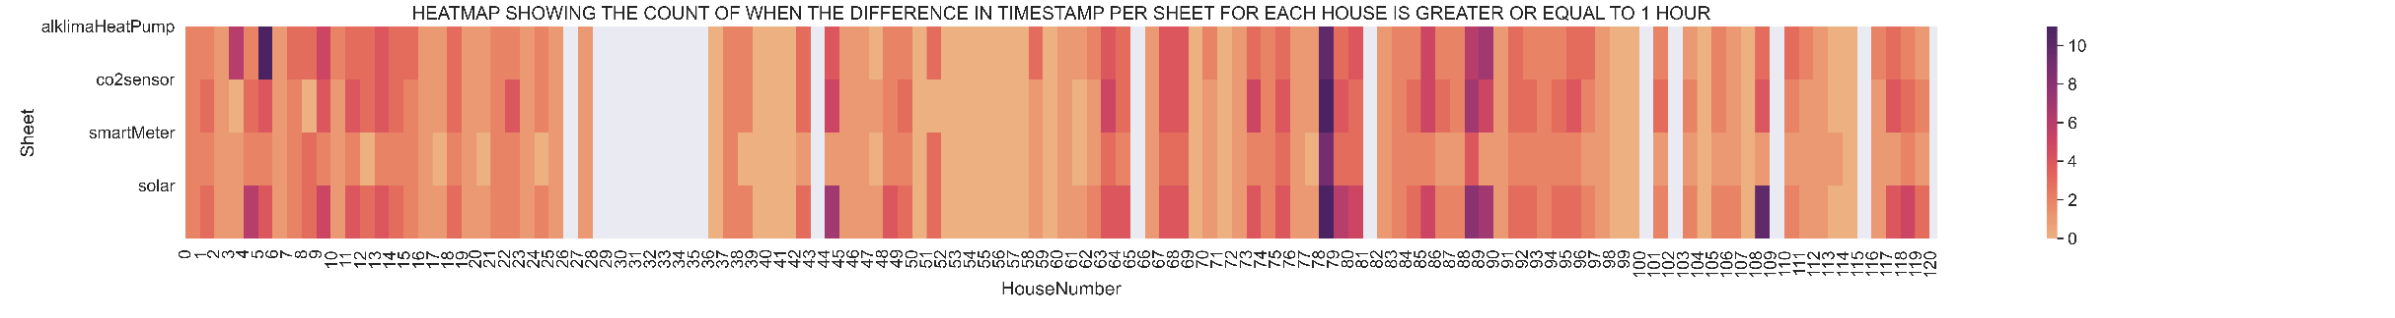 HEATMAP SHOWING THE COUNT OF WHEN THE DIFFERENCE IN TIMESTAMP PER SHEET FOR EACH HOUSE IS GREATER OR EQUAL TO 1 HOUR
Sheet
alklimaHeatPump
co2sensor
smartMeter
solar
0 1 2 3 4 5 6 7 8 9 10 11 12 13 14 15 16 17 18 19 20 21 22 23 24 25 26 27 28 29 30 31 32 33 34 35 36 37 38 39 40 41 42 43 44 45 46 47 48 49 50 51 52 53 54 55 56 57 58 59 60 61 62 63 64 65 66 67 68 69 70 71 72 73 74 75 76 77 78 79 80 81 82 83 84 85 86 87 88 89 90 91 92 93 94 95 96 97 98 99 100 101 102 103 104 105 106 107 108 109 110 111 112 113 114 115 116 117 118 119 120
HouseNumber
10
8
6
4
2
0